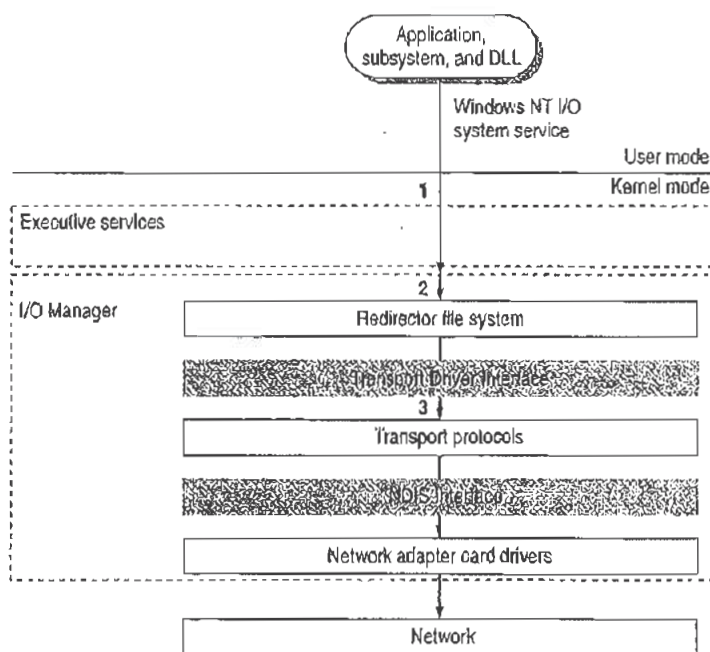 Application,
subsystem, and DLL
Windows NT I/O
system service
User mode
1
Kernel mode
Executive services
2
I/O Manager
Redirector file system
Transport Driver Interface
3
Transport protocols
NDIS Interface
Network adapter card drivers
Network